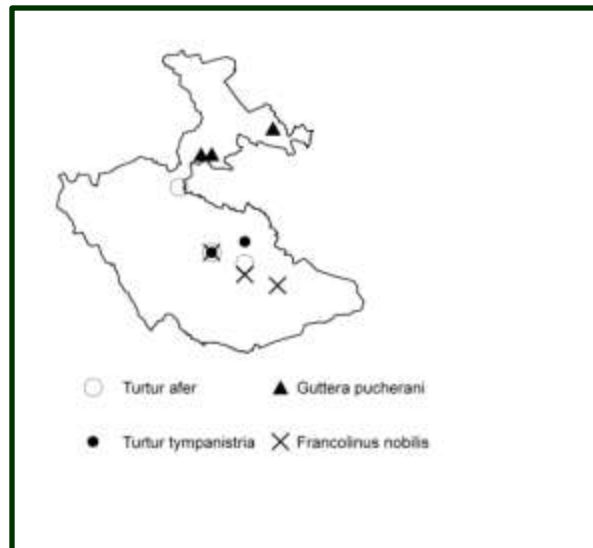 Turtur afer
Guttera pucherani
Turtur tympanistria
Francolinus nobilis